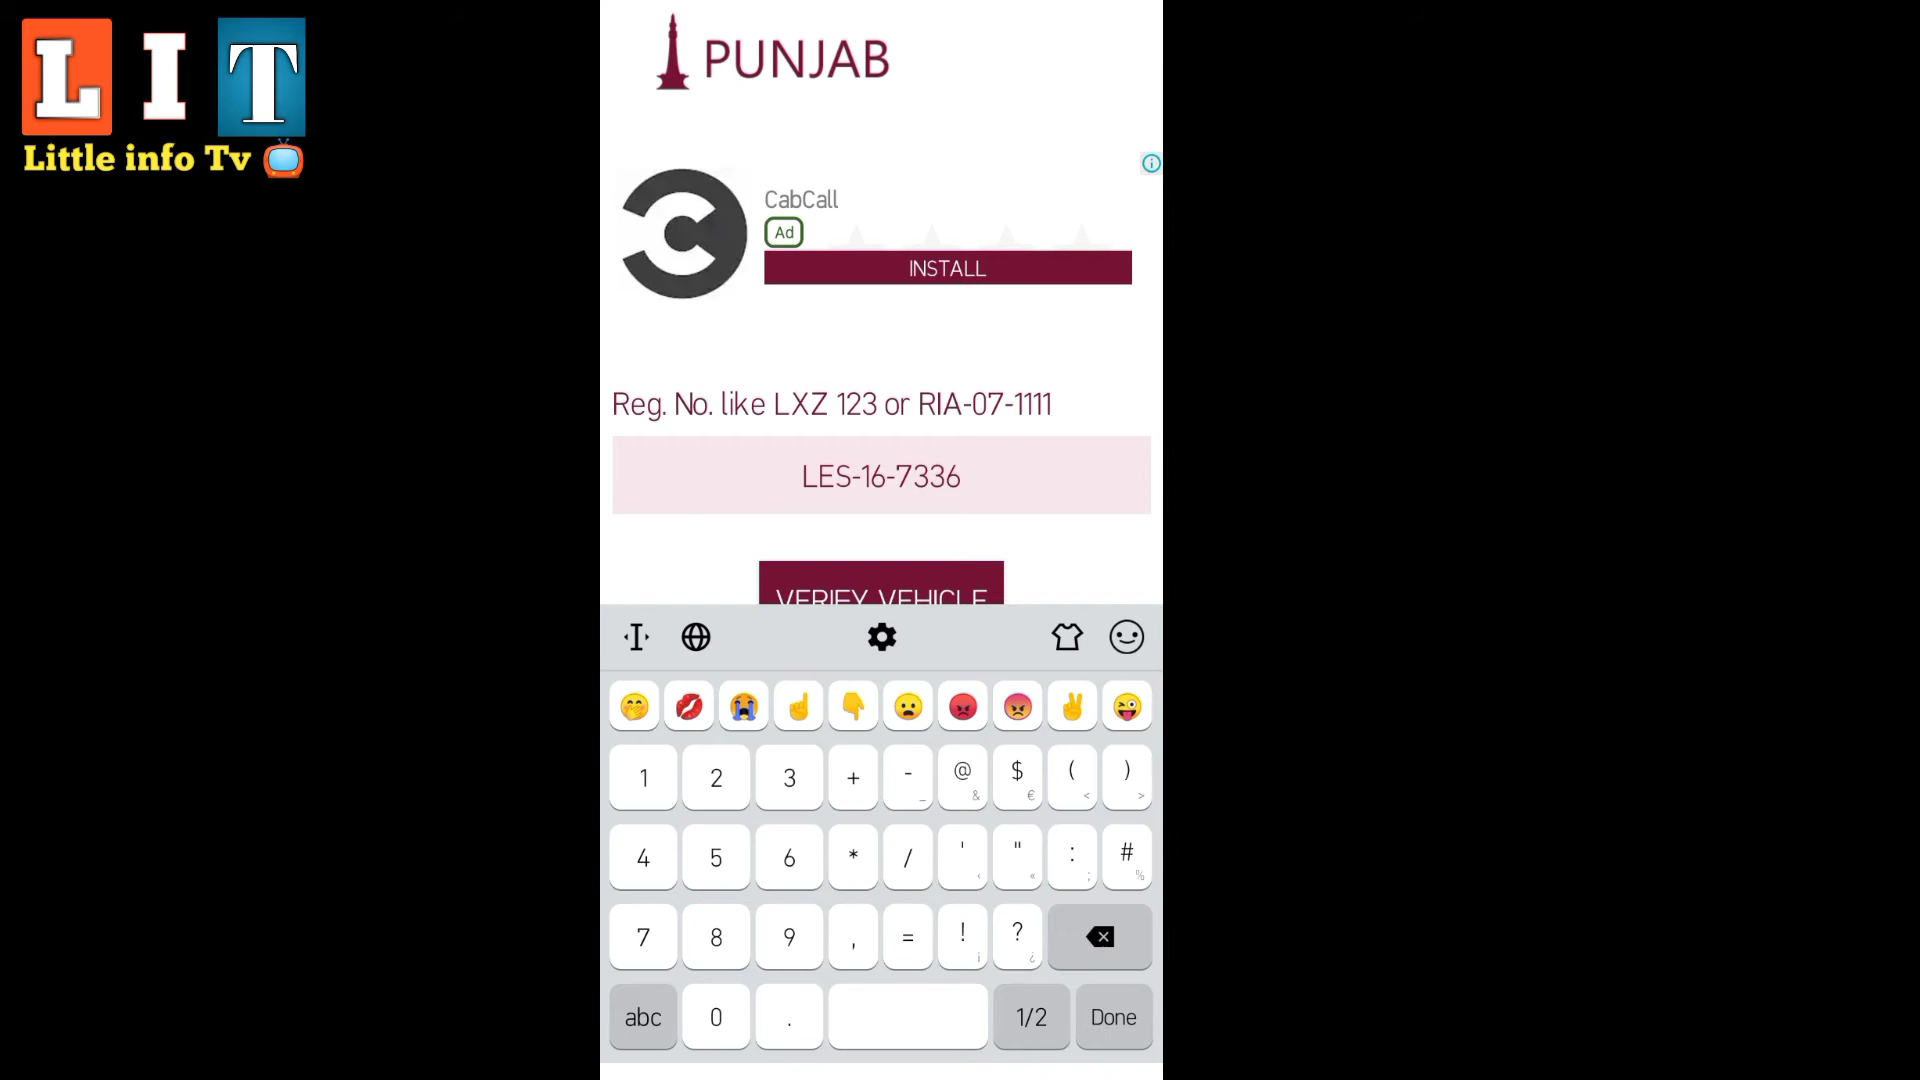 L I T
Little info Tv
PUNJAB
CabCall
Ad
INSTALL
Reg. No. like LXZ 123 or RIA-07-1111
LES-16-7336
VERIFY VEHICLE
1 2 3 + - _ @ & $ € ( < ) >
4 5 6 * / ' ‹ " « : ; # %
7 8 9 , = ! ¡ ? ¿
abc 0 . 1/2 Done